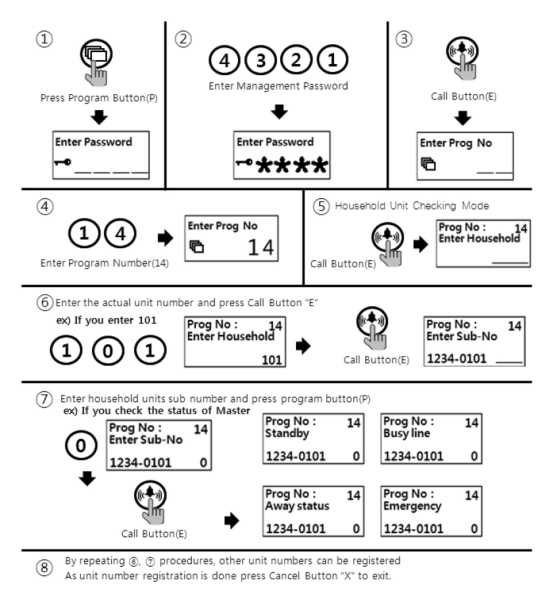 ①
Press Program Button(P)
Enter Password
②
4 3 2 1
Enter Management Password
Enter Password
****
③
Call Button(E)
Enter Prog No
④
1 4
Enter Program Number(14)
Enter Prog No
14
⑤ Household Unit Checking Mode
Call Button(E)
Prog No : 14
Enter Household
⑥ Enter the actual unit number and press Call Button "E"
ex) If you enter 101
1 0 1
Prog No : 14
Enter Household
101
Call Button(E)
Prog No : 14
Enter Sub-No
1234-0101
⑦ Enter household units sub number and press program button(P)
ex) If you check the status of Master
0
Prog No : 14
Enter Sub-No
1234-0101 0
Call Button(E)
Prog No : 14
Standby
1234-0101 0
Prog No : 14
Busy line
1234-0101 0
Prog No : 14
Away status
1234-0101 0
Prog No : 14
Emergency
1234-0101 0
⑧ By repeating ⑥, ⑦ procedures, other unit numbers can be registered
As unit number registration is done press Cancel Button "X" to exit.